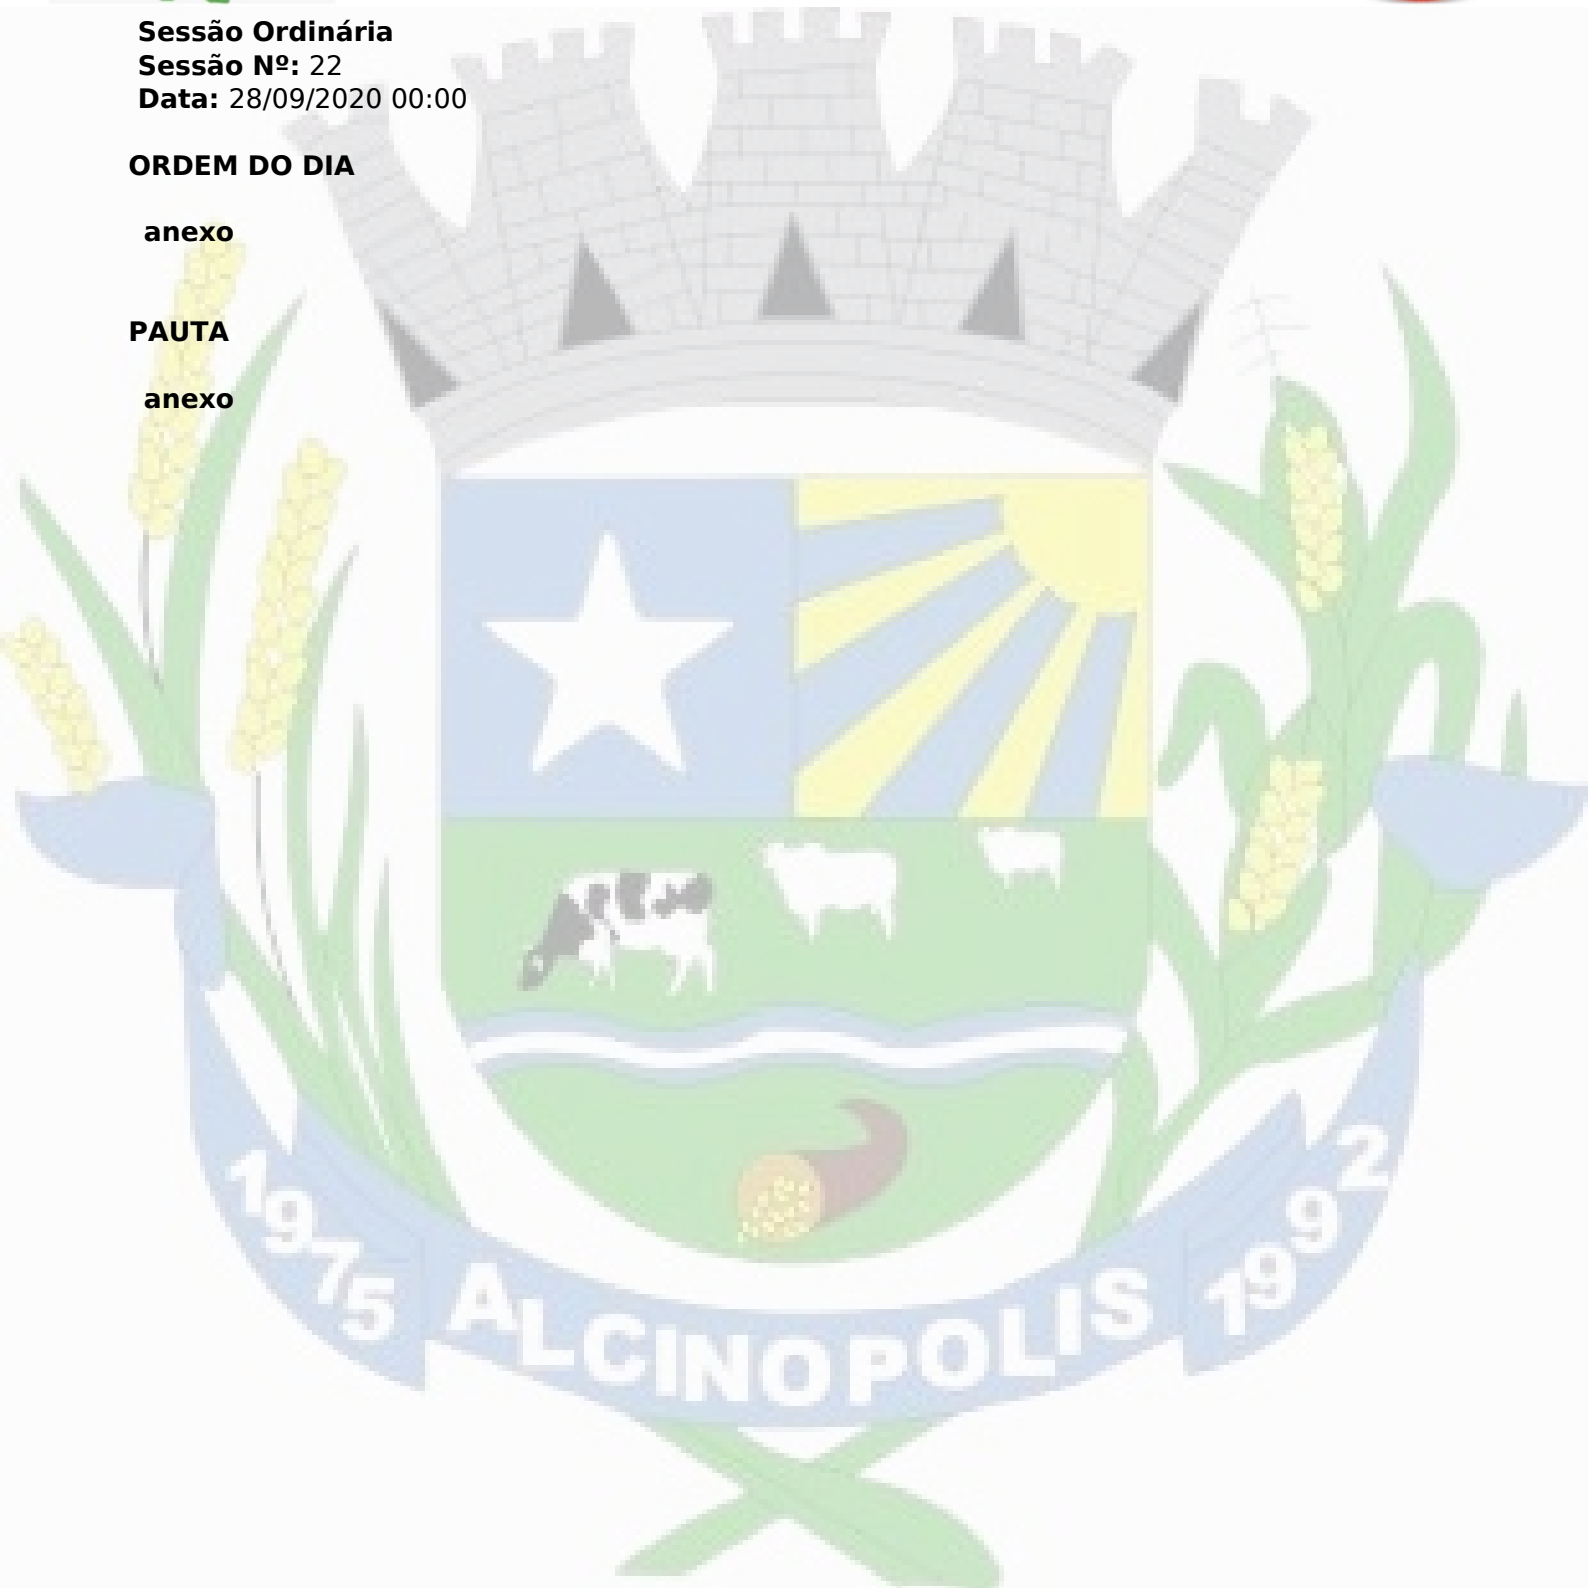 Sessão Ordinária
Sessão Nº: 22
Data: 28/09/2020 00:00
ORDEM DO DIA
anexo
PAUTA
anexo
1975 ALCINOPOLIS 1992